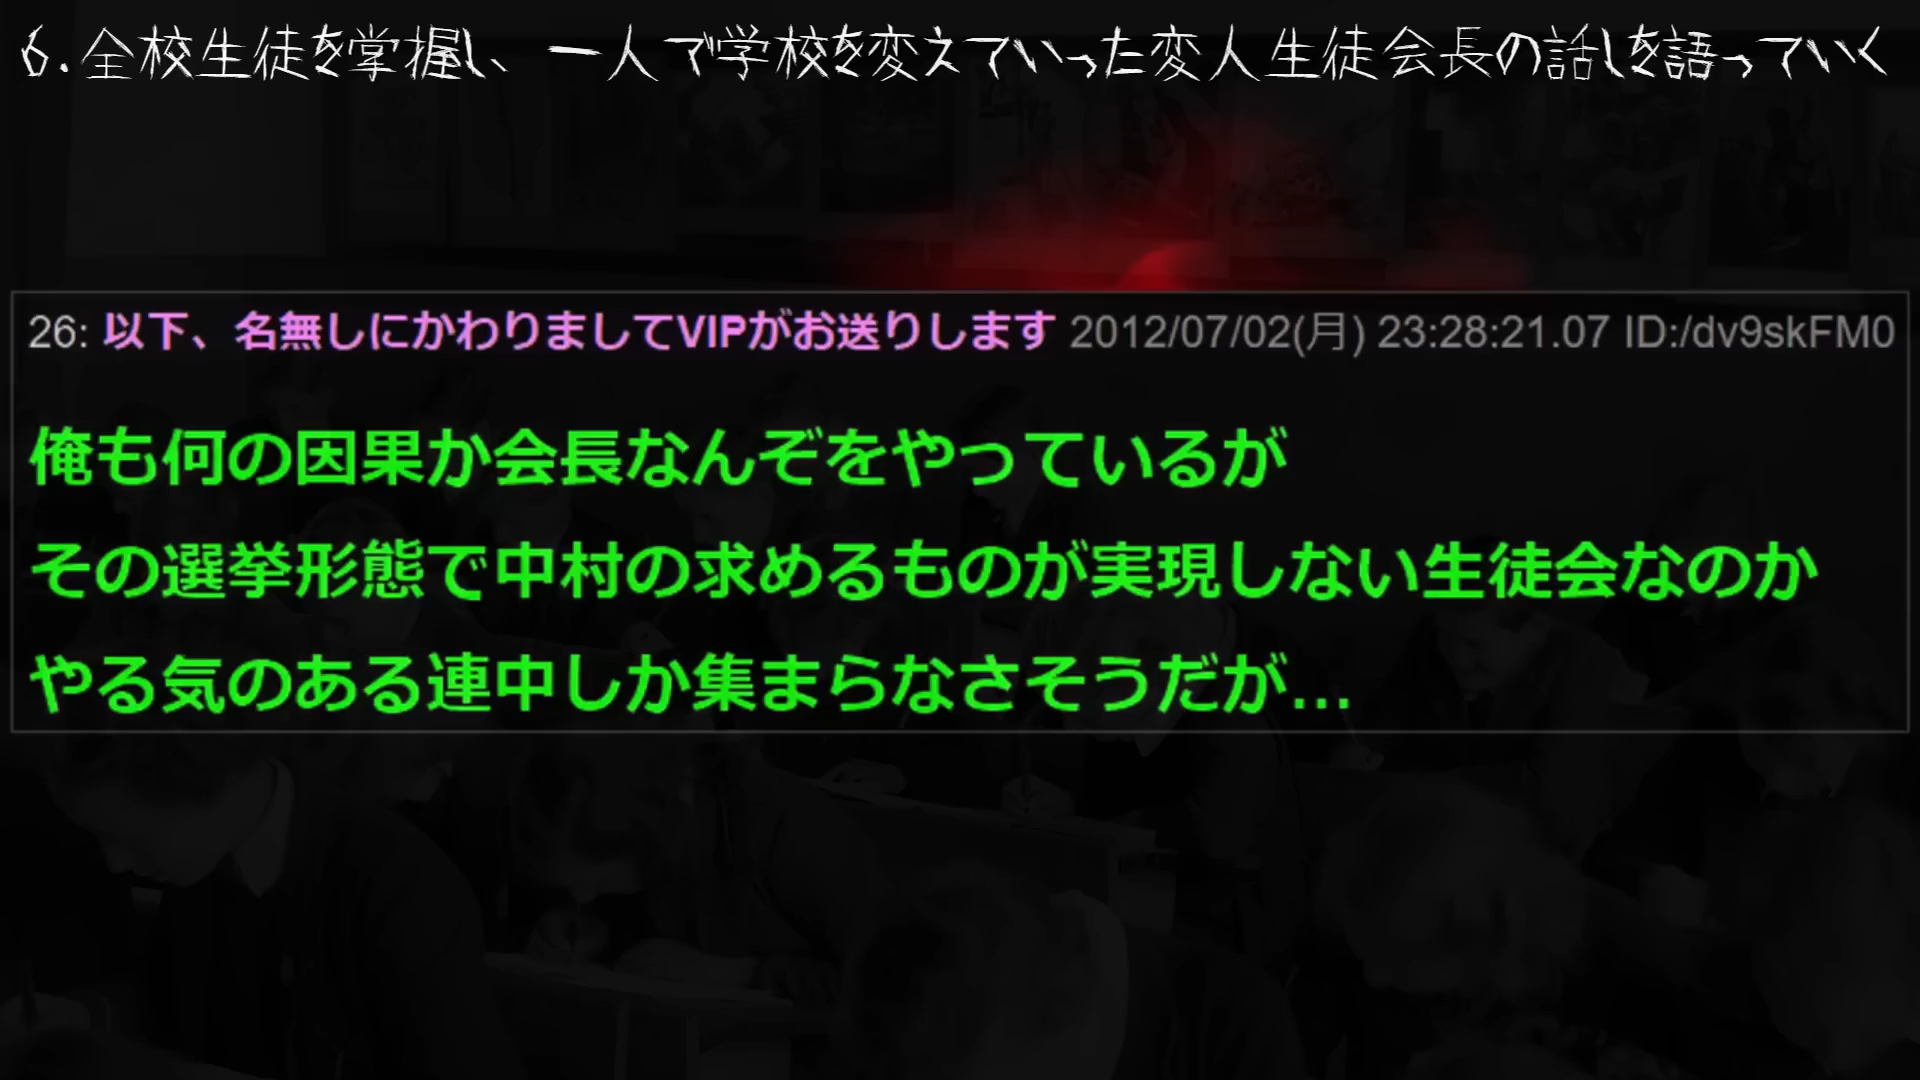 6.全校生徒を掌握し、一人で学校を変えていった変人生徒会長の話しを語っていく
26: 以下、名無しにかわりましてVIPがお送りします 2012/07/02(月) 23:28:21.07 ID:/dv9skFM0
俺も何の因果か会長なんぞをやっているが
その選挙形態で中村の求めるものが実現しない生徒会なのか
やる気のある連中しか集まらなさそうだが…